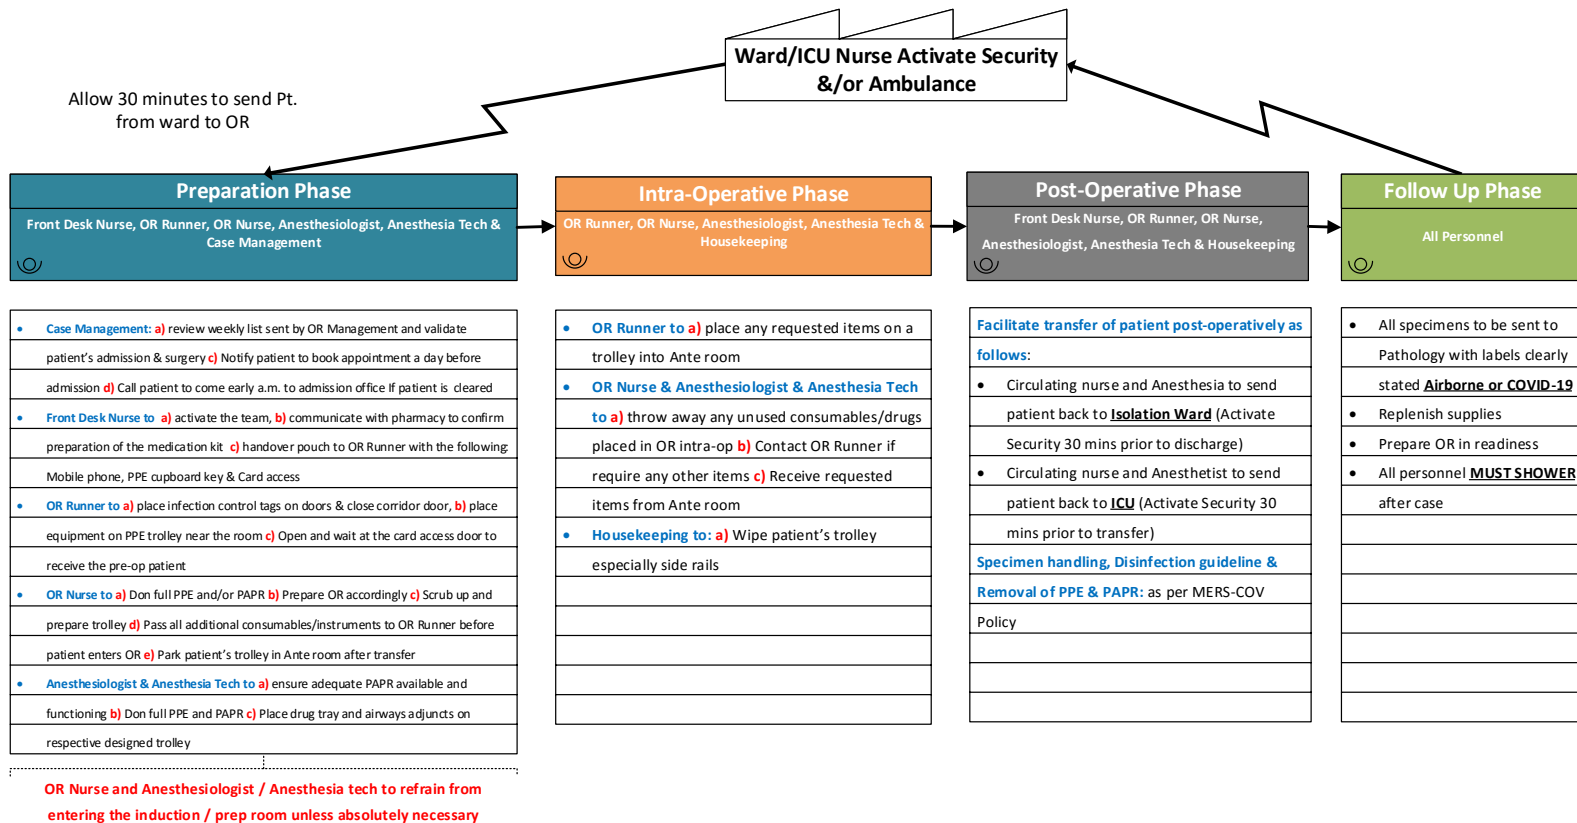 Ward/ICU Nurse Activate Security
&/or Ambulance
Allow 30 minutes to send Pt.
from ward to OR
Preparation Phase
Front Desk Nurse, OR Runner, OR Nurse, Anesthesiologist, Anesthesia Tech &
Case Management
Intra-Operative Phase
OR Runner, OR Nurse, Anesthesiologist, Anesthesia Tech &
Housekeeping
Post-Operative Phase
Front Desk Nurse, OR Runner, OR Nurse,
Anesthesiologist, Anesthesia Tech & Housekeeping
Follow Up Phase
All Personnel
• Case Management: a) review weekly list sent by OR Management and validate
patient’s admission & surgery c) Notify patient to book appointment a day before
admission d) Call patient to come early a.m. to admission office If patient is cleared
• Front Desk Nurse to a) activate the team, b) communicate with pharmacy to confirm
preparation of the medication kit c) handover pouch to OR Runner with the following:
Mobile phone, PPE cupboard key & Card access
• OR Runner to a) place infection control tags on doors & close corridor door, b) place
equipment on PPE trolley near the room c) Open and wait at the card access door to
receive the pre-op patient
• OR Nurse to a) Don full PPE and/or PAPR b) Prepare OR accordingly c) Scrub up and
prepare trolley d) Pass all additional consumables/instruments to OR Runner before
patient enters OR e) Park patient’s trolley in Ante room after transfer
• Anesthesiologist & Anesthesia Tech to a) ensure adequate PAPR available and
functioning b) Don full PPE and PAPR c) Place drug tray and airways adjuncts on
respective designed trolley
OR Nurse and Anesthesiologist / Anesthesia tech to refrain from
entering the induction / prep room unless absolutely necessary
• OR Runner to a) place any requested items on a
trolley into Ante room
• OR Nurse & Anesthesiologist & Anesthesia Tech
to a) throw away any unused consumables/drugs
placed in OR intra-op b) Contact OR Runner if
require any other items c) Receive requested
items from Ante room
• Housekeeping to: a) Wipe patient’s trolley
especially side rails
Facilitate transfer of patient post-operatively as
follows:
• Circulating nurse and Anesthesia to send
patient back to Isolation Ward (Activate
Security 30 mins prior to discharge)
• Circulating nurse and Anesthetist to send
patient back to ICU (Activate Security 30
mins prior to transfer)
Specimen handling, Disinfection guideline &
Removal of PPE & PAPR: as per MERS-COV
Policy
• All specimens to be sent to
Pathology with labels clearly
stated Airborne or COVID-19
• Replenish supplies
• Prepare OR in readiness
• All personnel MUST SHOWER
after case